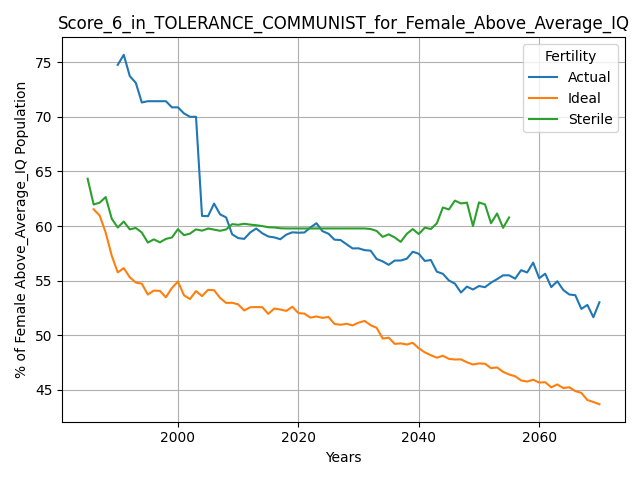 Score_6_in_TOLERANCE_COMMUNIST_for_Female_Above_Average_IQ
% of Female Above_Average_IQ Population
75
70
65
60
55
50
45
Fertility
Actual
Ideal
Sterile
2000 2020 2040 2060
Years